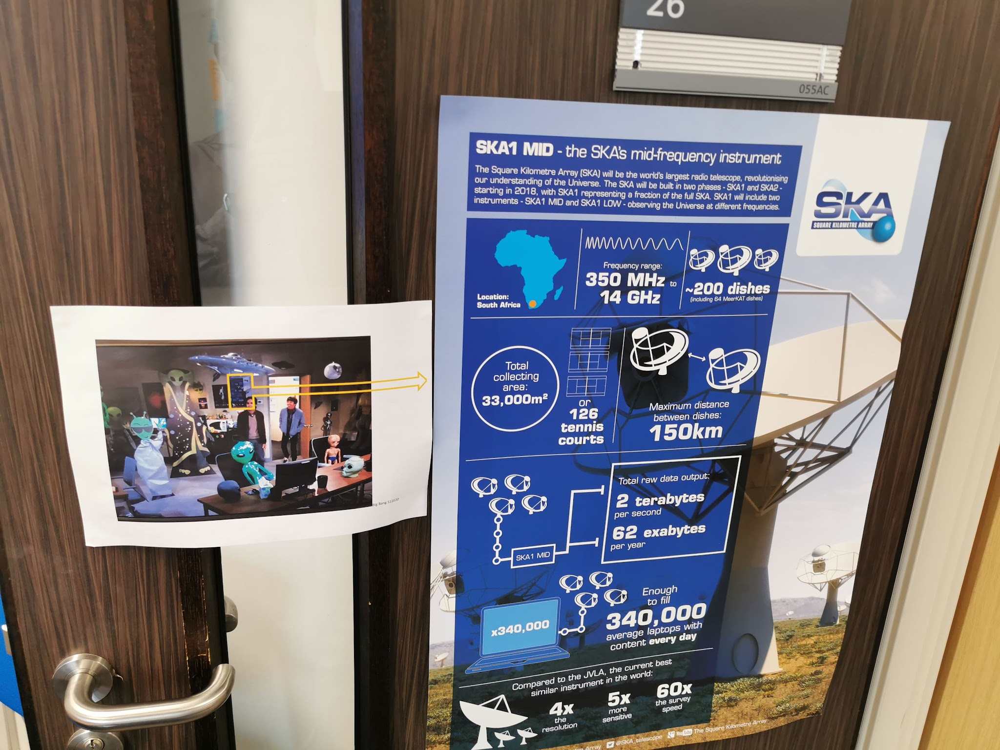 26
055AC
SKA1 MID - the SKA's mid-frequency instrument
The Square Kilometre Array (SKA) will be the world's largest radio telescope, revolutionising
our understanding of the Universe. The SKA will be built in two phases - SKA1 and SKA2 -
starting in 2018, with SKA1 representing a fraction of the full SKA. SKA1 will include two
instruments - SKA1 MID and SKA1 LOW - observing the Universe at different frequencies.
SKA
SQUARE KILOMETRE ARRAY
Location:
South Africa
Frequency range:
350 MHz to
14 GHz
~200 dishes
(including 64 MeerKAT dishes)
Total
collecting
area:
33,000m²
or
126
tennis
courts
Maximum distance
between dishes:
150km
SKA1 MID
Total raw data output:
2 terabytes
per second
62 exabytes
per year
x340,000
Enough
to fill
340,000
average laptops with
content every day
Compared to the JVLA, the current best
similar instrument in the world:
4x
the
resolution
5x
more
sensitive
60x
the survey
speed
Array @SKA_telescope YouTube The Square Kilometre Array
Big Bang S12E20